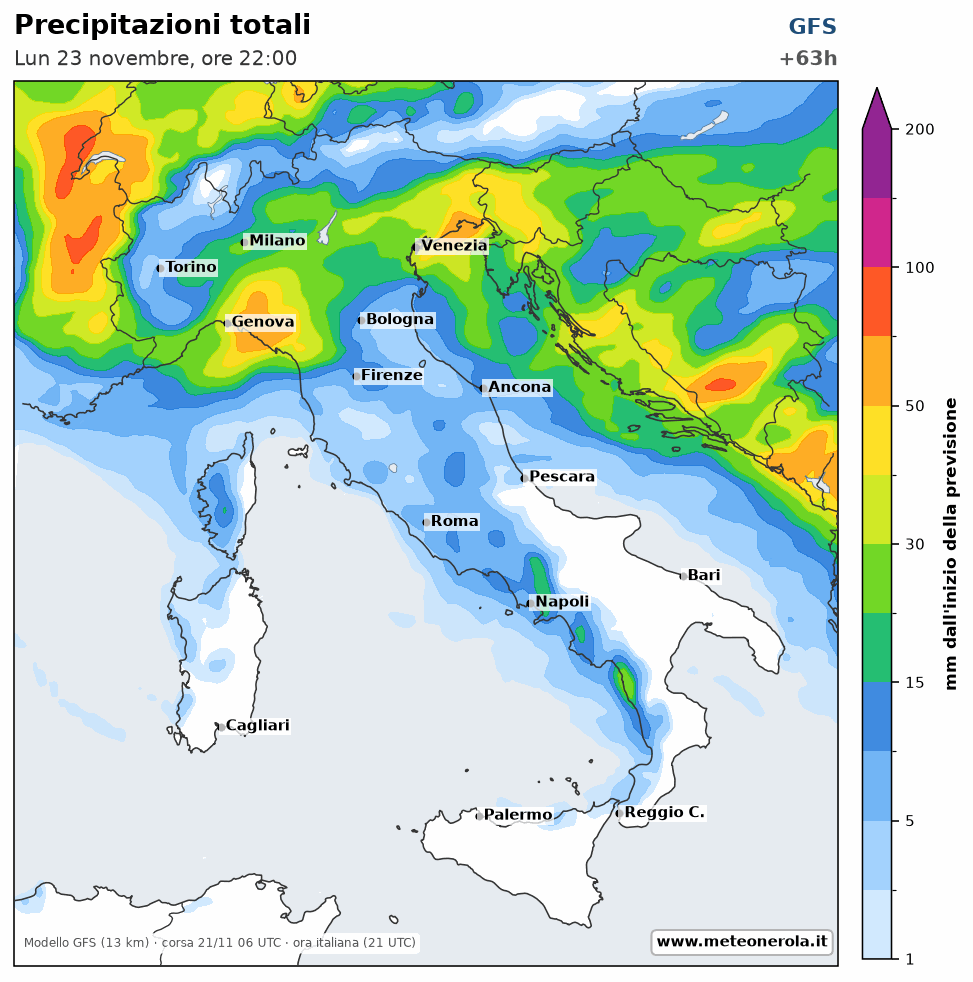 Precipitazioni totali
GFS
Lun 23 novembre, ore 22:00
+63h
Milano
Venezia
Torino
Genova
Bologna
Firenze
Ancona
Pescara
Roma
Bari
Napoli
Cagliari
Palermo
Reggio C.
Modello GFS (13 km) · corsa 21/11 06 UTC · ora italiana (21 UTC)
www.meteonerola.it
200
100
50
30
15
5
1
mm dall'inizio della previsione